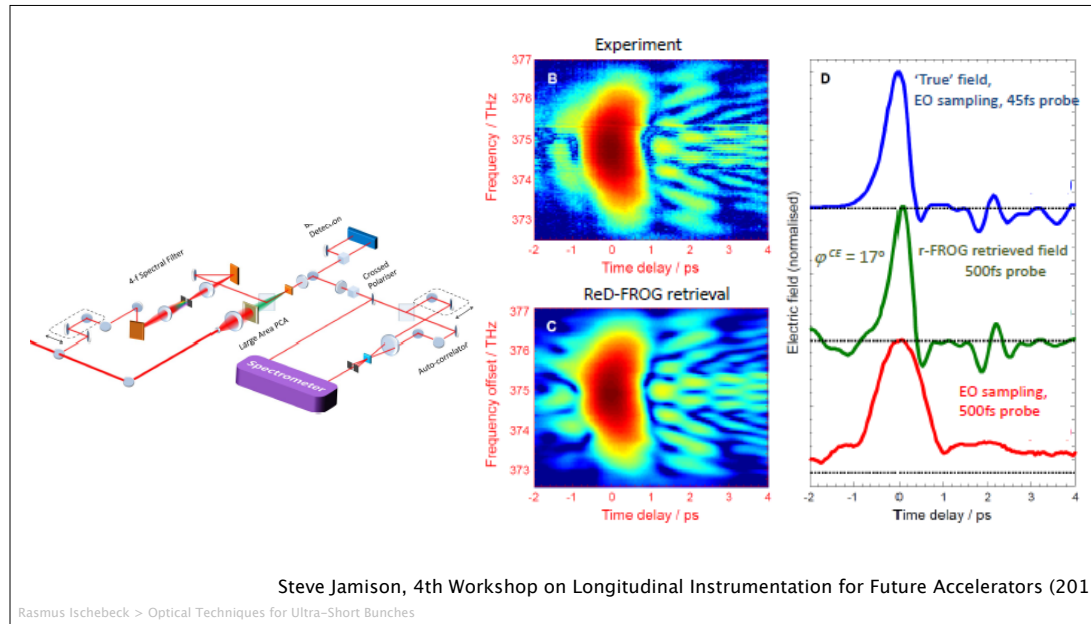 Experiment
377
376
375
374
373
B
Frequency / THz
-2 -1 0 1 2 3 4
Time delay / ps
ReD-FROG retrieval
377
376
375
374
373
C
Frequency offset / THz
-2 -1 0 1 2 3 4
Time delay / ps
D
'True' field,
EO sampling, 45fs probe
φCE = 17°
r-FROG retrieved field
500fs probe
EO sampling,
500fs probe
Electric field (normalised)
-2 -1 0 1 2 3 4
Time delay / ps
4-f Spectral Filter
Detection
Crossed
Polariser
Large Area PCA
Auto-correlator
Spectrometer
Steve Jamison, 4th Workshop on Longitudinal Instrumentation for Future Accelerators (201
Rasmus Ischebeck > Optical Techniques for Ultra-Short Bunches